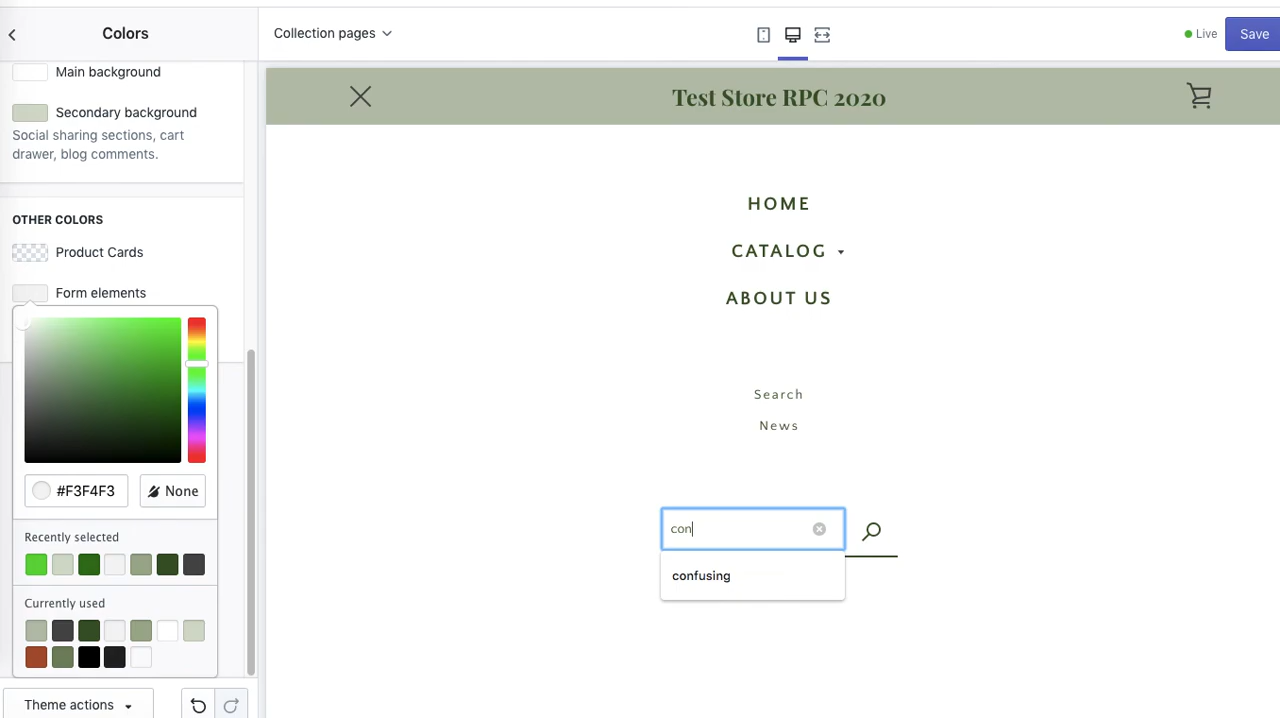 Colors
Collection pages
Live
Save
Main background
Secondary background
Social sharing sections, cart
drawer, blog comments.
OTHER COLORS
Product Cards
Form elements
#F3F4F3
None
Recently selected
Currently used
Theme actions
Test Store RPC 2020
HOME
CATALOG
ABOUT US
Search
News
con
confusing